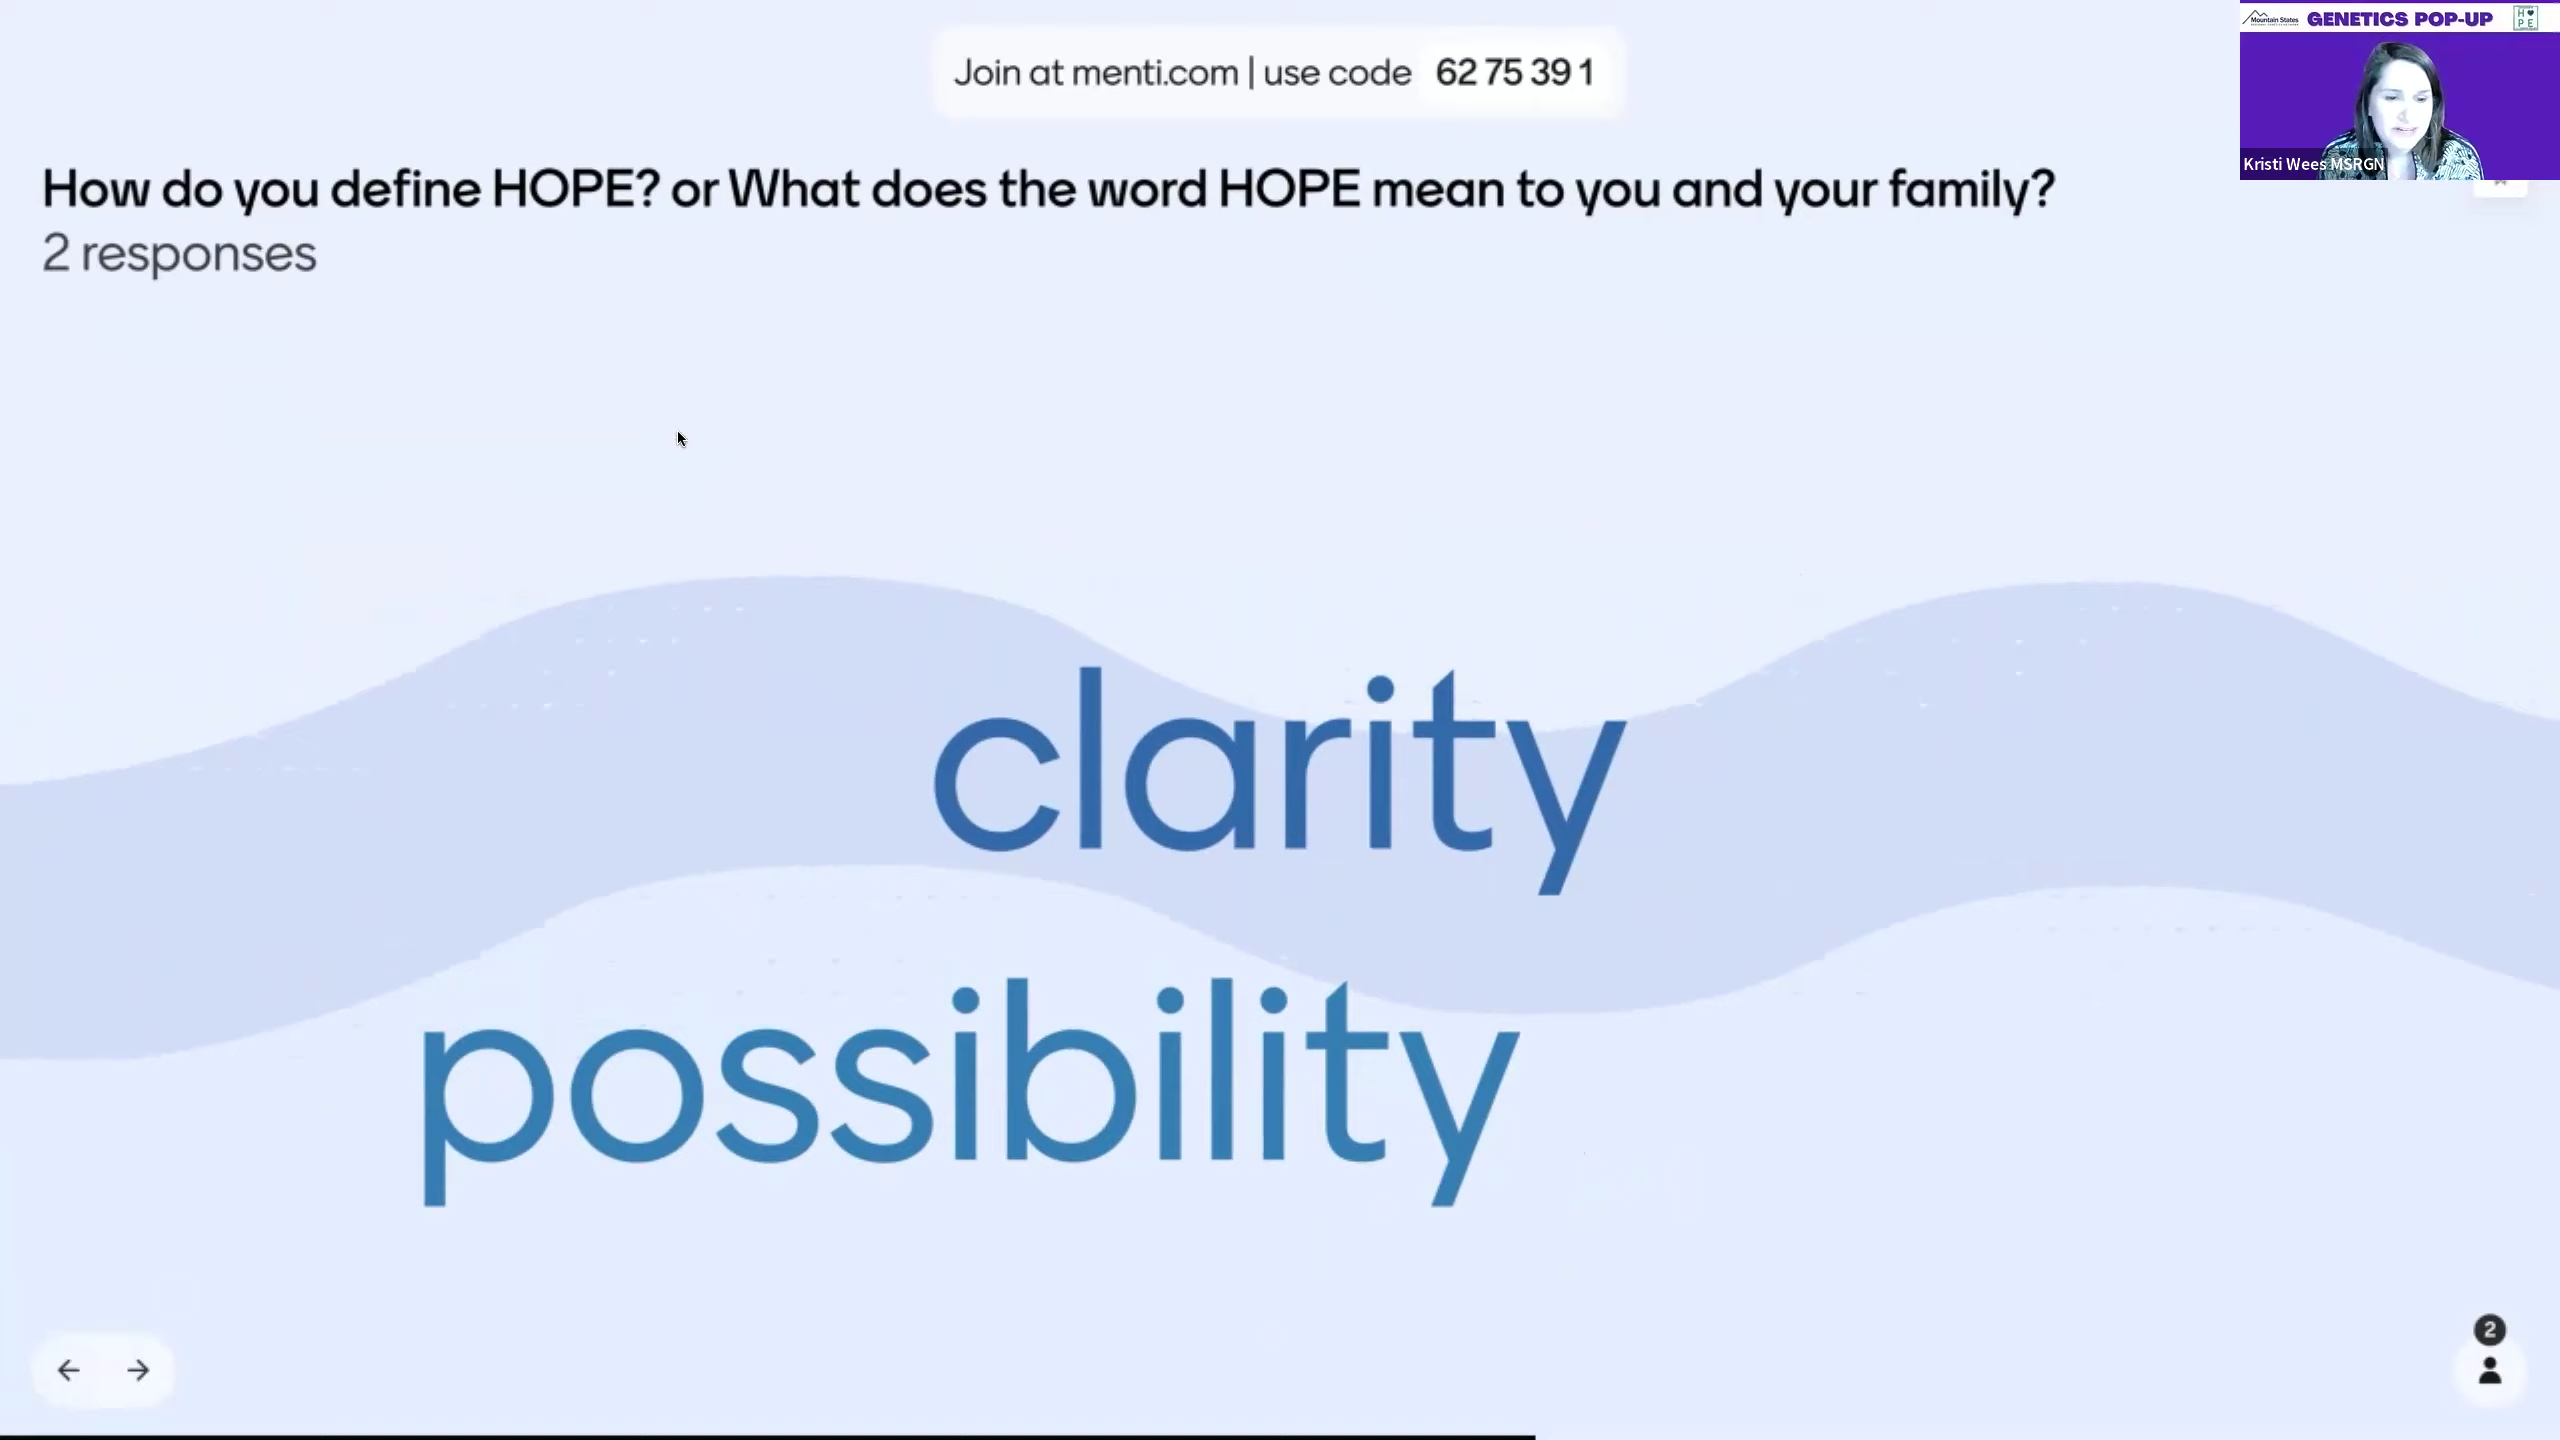 Join at menti.com | use code 62 75 39 1
Mountain States
GENETICS POP-UP
H
P E
Kristi Wees MSRGN
How do you define HOPE? or What does the word HOPE mean to you and your family?
2 responses
clarity
possibility
2